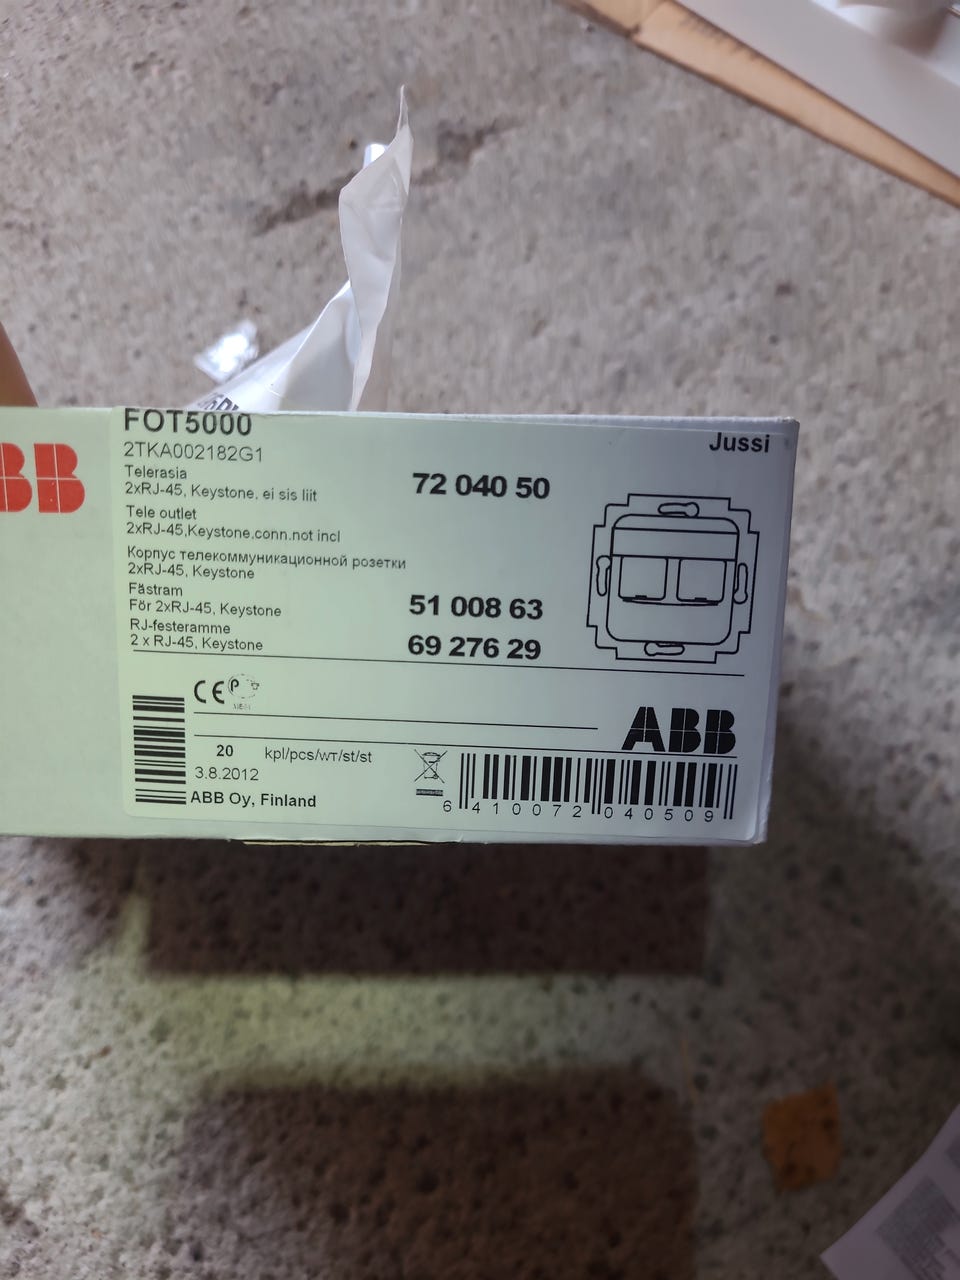 BB
FOT5000
2TKA002182G1
Jussi
Telerasia
2xRJ-45, Keystone, ei sis liit
72 040 50
Tele outlet
2xRJ-45,Keystone,conn.not incl
Корпус телекоммуникационной розетки
2xRJ-45, Keystone
Fästram
För 2xRJ-45, Keystone
51 008 63
RJ-festeramme
2 x RJ-45, Keystone
69 276 29
CE
ABB
20 kpl/pcs/шт/st/st
3.8.2012
ABB Oy, Finland
6 410072 040509